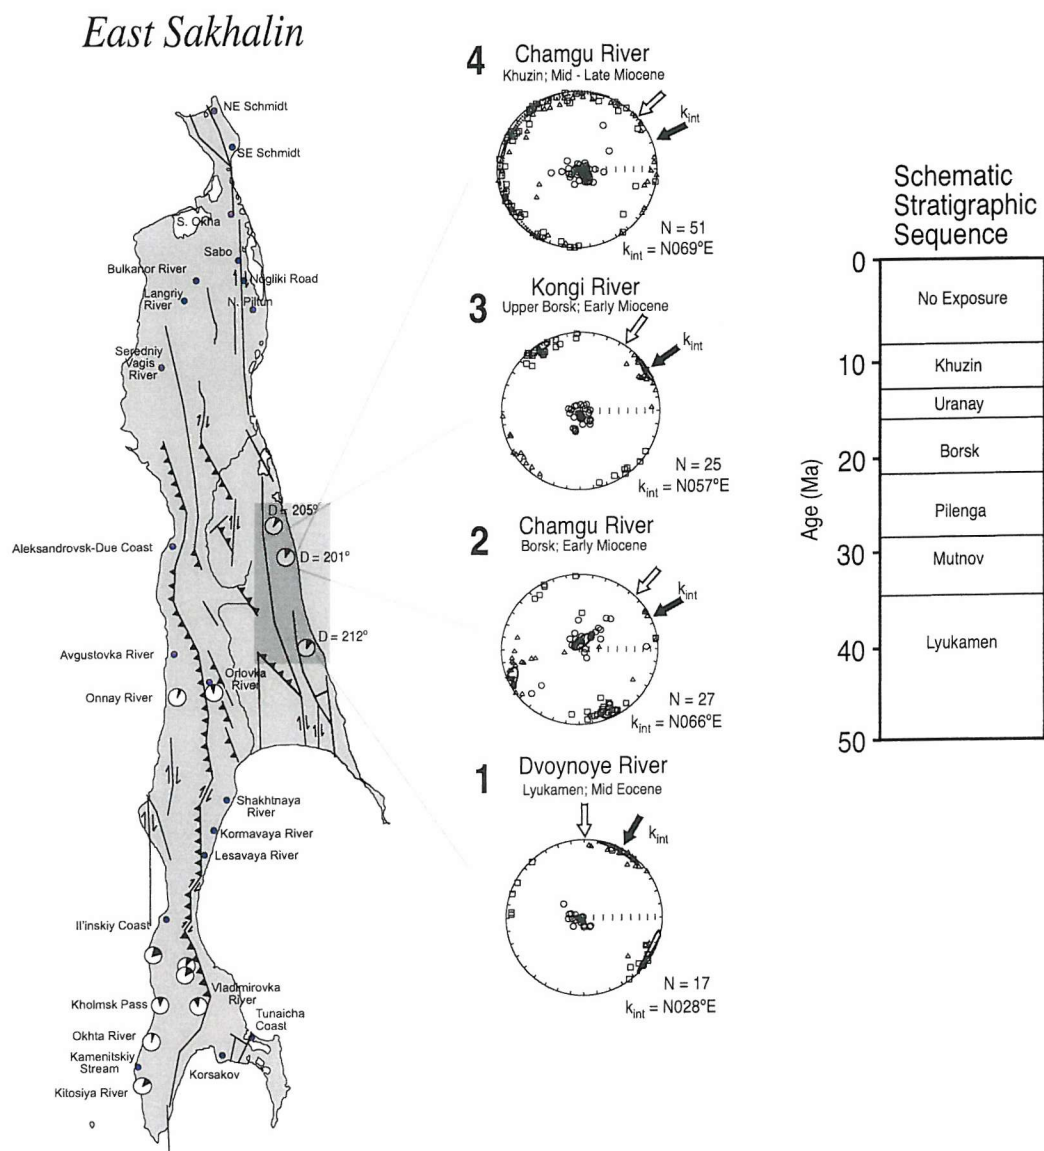 East Sakhalin
NE Schmidt
SE Schmidt
S. Okha
Sabo
Bulkanor River
Nogliki Road
Langriy
River
N. Piltun
Seredniy
Vagis
River
D = 205°
Aleksandrovsk-Due Coast
D = 201°
D = 212°
Avgustovka River
Orlovka
River
Onnay River
Shakhtnaya
River
Kormavaya River
Lesavaya River
Il'inskiy Coast
Vladimirovka
River
Kholmsk Pass
Tunaicha
Coast
Okhta River
Kamenitskiy
Stream
Korsakov
Kitosiya River
4 Chamgu River
Khuzin; Mid - Late Miocene
kint
N = 51
kint = N069°E
3 Kongi River
Upper Borsk; Early Miocene
kint
N = 25
kint = N057°E
2 Chamgu River
Borsk; Early Miocene
kint
N = 27
kint = N066°E
1 Dvoynoye River
Lyukamen; Mid Eocene
kint
N = 17
kint = N028°E
Schematic
Stratigraphic
Sequence
0
No Exposure
10
Khuzin
Uranay
20
Borsk
Age (Ma)
Pilenga
30
Mutnov
40
Lyukamen
50